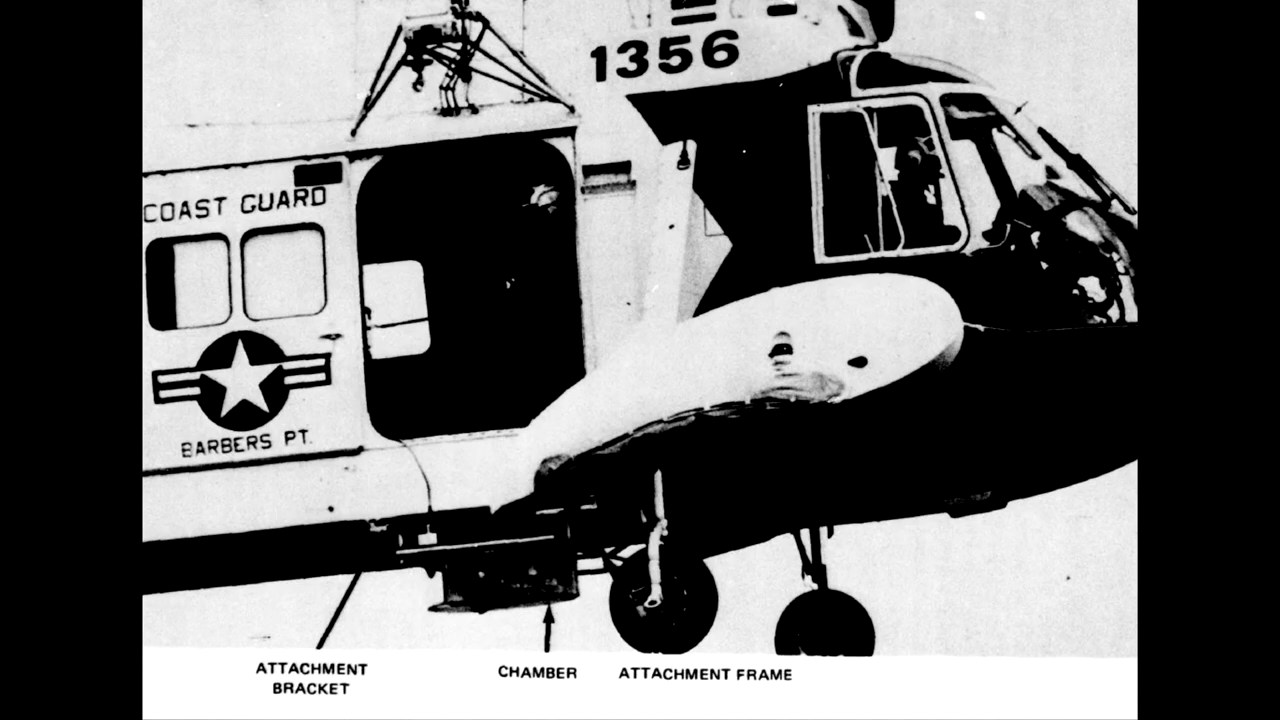 1356
COAST GUARD
BARBERS PT.
ATTACHMENT
BRACKET
CHAMBER
ATTACHMENT FRAME